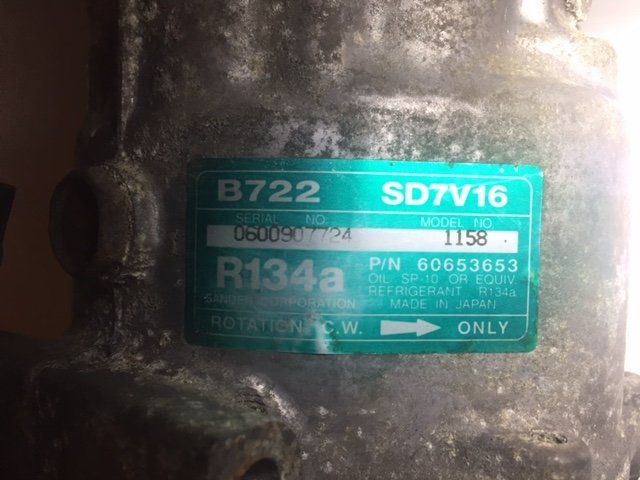 B722 SD7V16
SERIAL NO. MODEL NO.
0600907724 1158
R134a P/N 60653653
OIL SP-10 OR EQUIV.
REFRIGERANT R134a
SANDEN CORPORATION MADE IN JAPAN
ROTATION C.W. ONLY